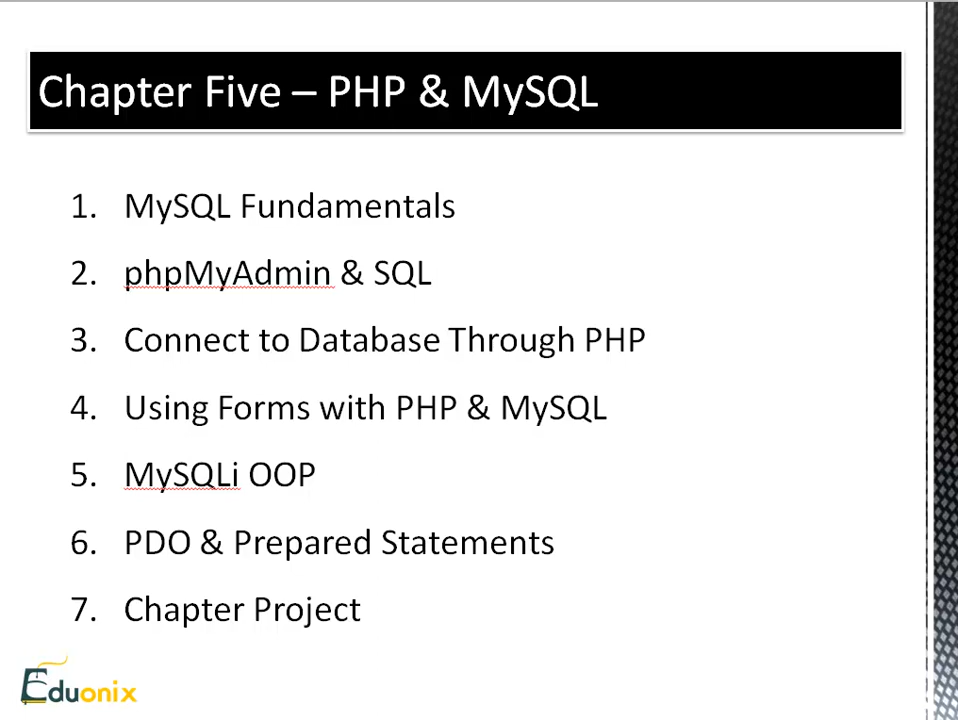 Chapter Five – PHP & MySQL
1. MySQL Fundamentals
2. phpMyAdmin & SQL
3. Connect to Database Through PHP
4. Using Forms with PHP & MySQL
5. MySQLi OOP
6. PDO & Prepared Statements
7. Chapter Project
Eduonix